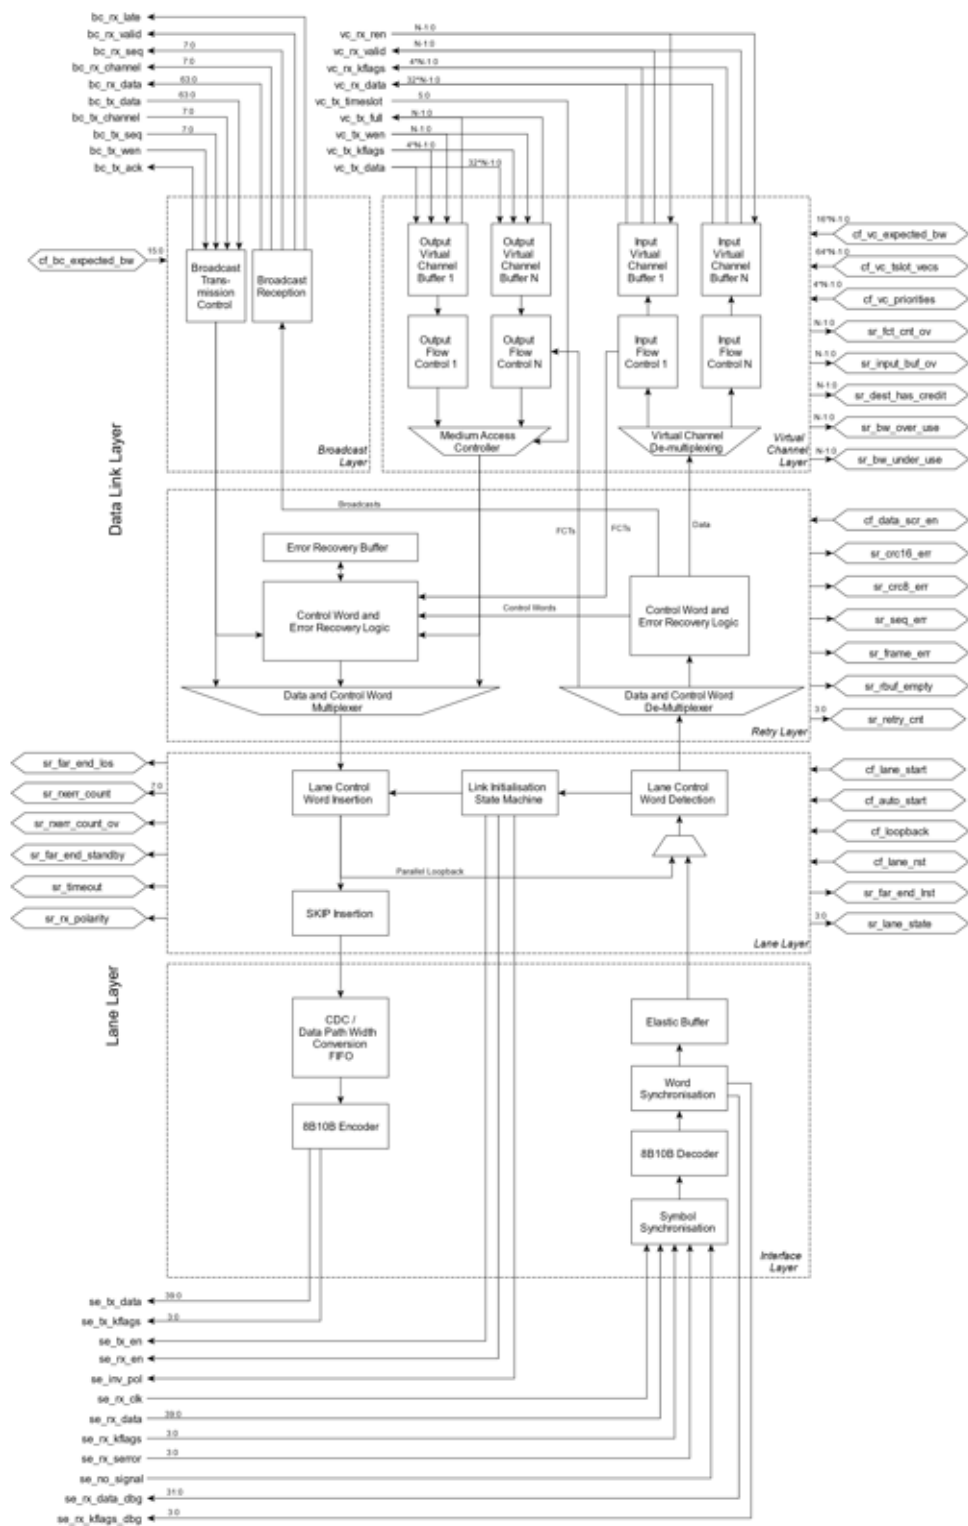 bc_rx_late
bc_rx_valid
7:0
bc_rx_seq
7:0
bc_rx_channel
63:0
bc_rx_data
63:0
bc_tx_data
7:0
bc_tx_channel
7:0
bc_tx_seq
bc_tx_wen
bc_tx_ack
N-1:0
vc_rx_ren
N-1:0
vc_rx_valid
4*N-1:0
vc_rx_kflags
32*N-1:0
vc_rx_data
5:0
vc_tx_timeslot
N-1:0
vc_tx_full
N-1:0
vc_tx_wen
4*N-1:0
vc_tx_kflags
32*N-1:0
vc_tx_data
cf_bc_expected_bw
15:0
Broadcast
Trans-
mission
Control
Broadcast
Reception
Broadcast
Layer
Output
Virtual
Channel
Buffer 1
Output
Virtual
Channel
Buffer N
Input
Virtual
Channel
Buffer 1
Input
Virtual
Channel
Buffer N
Output
Flow
Control 1
Output
Flow
Control N
Input
Flow
Control 1
Input
Flow
Control N
Medium Access
Controller
Virtual Channel
De-multiplexing
Virtual
Channel
Layer
16*N-1:0
cf_vc_expected_bw
64*N-1:0
cf_vc_tslot_vecs
4*N-1:0
cf_vc_priorities
N-1:0
sr_fct_cnt_ov
N-1:0
sr_input_buf_ov
N-1:0
sr_dest_has_credit
N-1:0
sr_bw_over_use
N-1:0
sr_bw_under_use
Data Link Layer
Broadcasts
FCTs
FCTs
Data
Error Recovery Buffer
Control Word and
Error Recovery Logic
Control Words
Control Word and
Error Recovery Logic
Data and Control Word
Multiplexer
Data and Control Word
De-Multiplexer
Retry Layer
cf_data_scr_en
sr_crc16_err
sr_crc8_err
sr_seq_err
sr_frame_err
sr_rbuf_empty
3:0
sr_retry_cnt
sr_far_end_los
7:0
sr_rxerr_count
sr_rxerr_count_ov
sr_far_end_standby
sr_timeout
sr_rx_polarity
Lane Control
Word Insertion
Link Initialisation
State Machine
Lane Control
Word Detection
Parallel Loopback
SKIP Insertion
Lane Layer
cf_lane_start
cf_auto_start
cf_loopback
cf_lane_rst
sr_far_end_lrst
3:0
sr_lane_state
Lane Layer
CDC /
Data Path Width
Conversion
FIFO
8B10B Encoder
Elastic Buffer
Word
Synchronisation
8B10B Decoder
Symbol
Synchronisation
Interface
Layer
39:0
se_tx_data
3:0
se_tx_kflags
se_tx_en
se_rx_en
se_inv_pol
se_rx_clk
39:0
se_rx_data
3:0
se_rx_kflags
3:0
se_rx_serror
se_no_signal
31:0
se_rx_data_dbg
3:0
se_rx_kflags_dbg